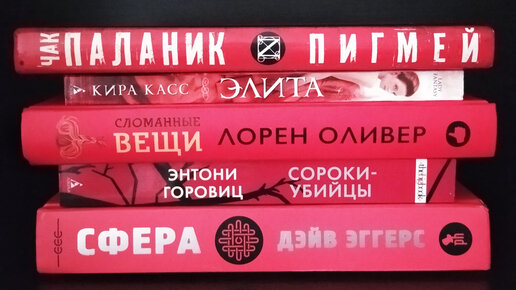 ЧАК ПАЛАНИК ПИГМЕЙ
КИРА КАСС ЭЛИТА
СЛОМАННЫЕ
ВЕЩИ ЛОРЕН ОЛИВЕР
ЭНТОНИ
ГОРОВИЦ
СОРОКИ-
УБИЙЦЫ
СФЕРА ДЭЙВ ЭГГЕРС